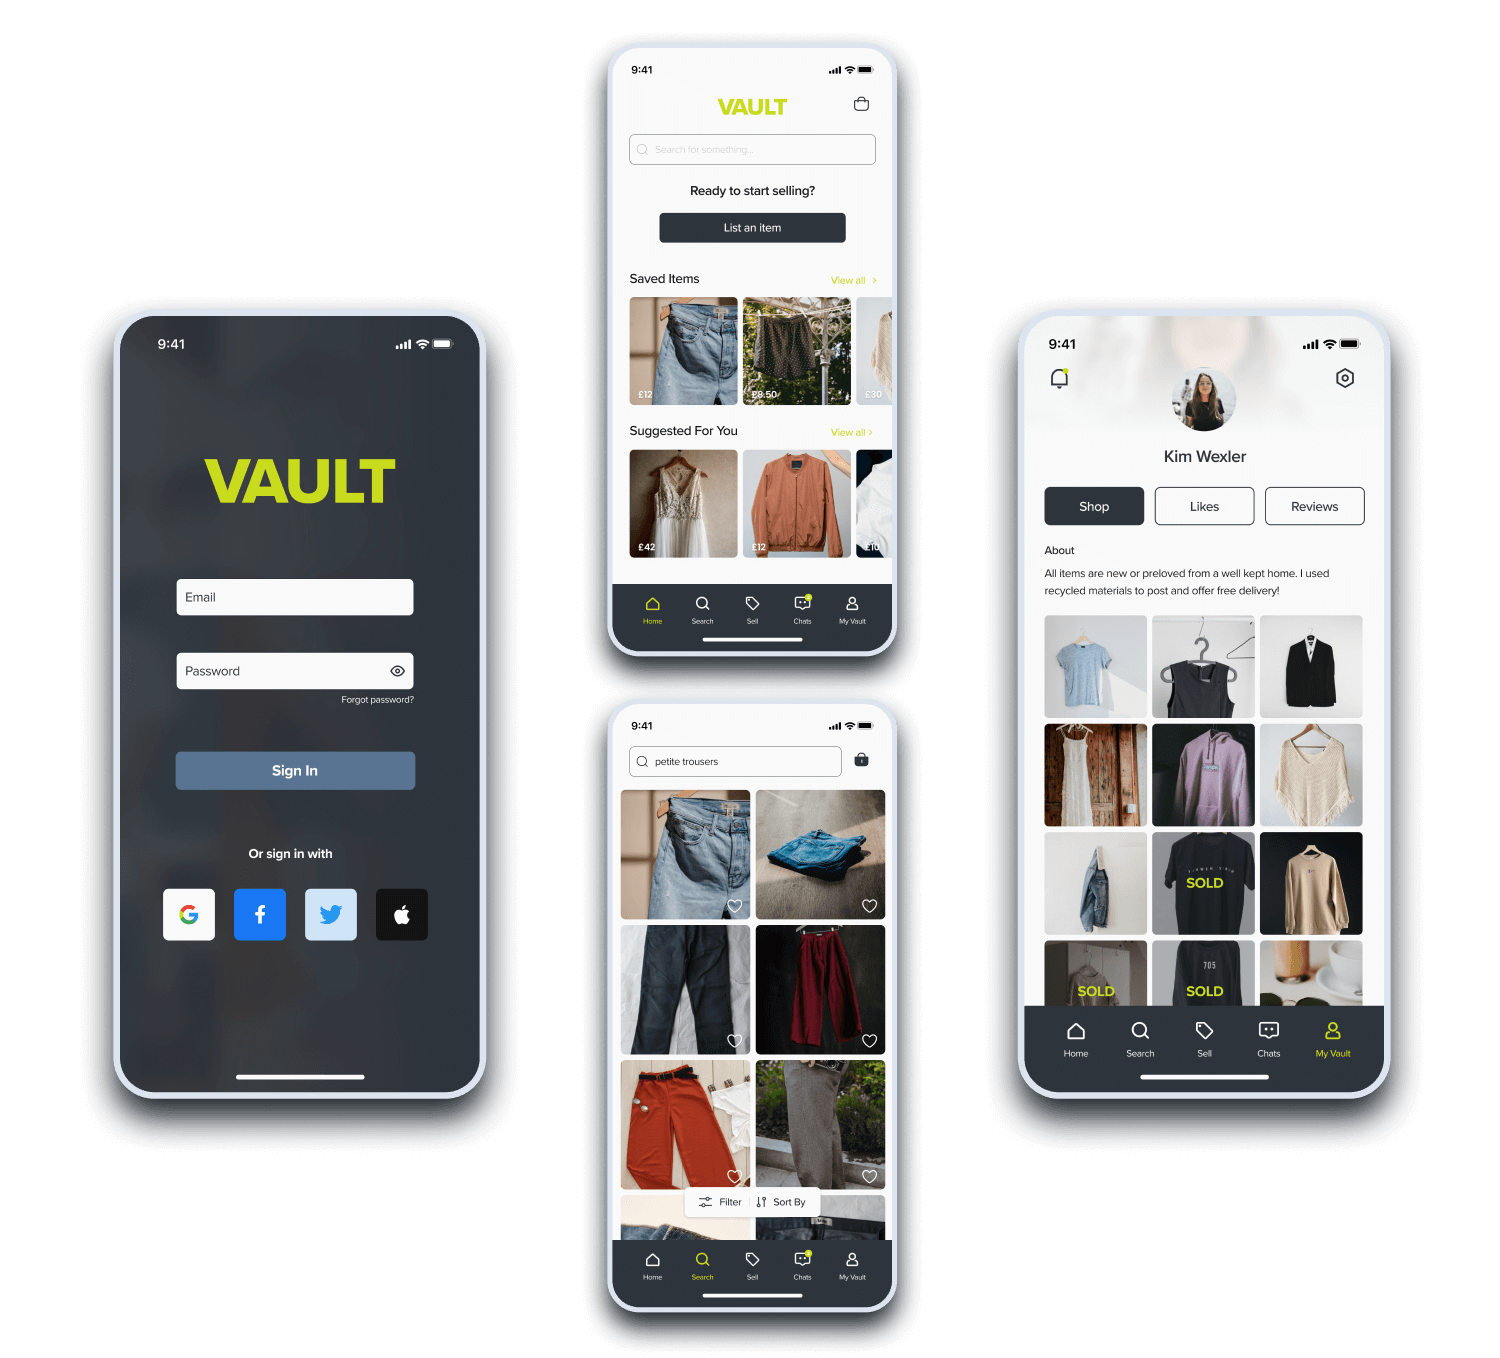 9:41
VAULT
Email
Password
Forgot password?
Sign In
Or sign in with
9:41
VAULT
Search for something...
Ready to start selling?
List an item
Saved Items
View all
£12
£8.50
£30
Suggested For You
View all
£42
£12
£10
Home
Search
Sell
Chats
My Vault
9:41
petite trousers
1
Filter
Sort By
Home
Search
Sell
Chats
My Vault
9:41
Kim Wexler
Shop
Likes
Reviews
About
All items are new or preloved from a well kept home. I used
recycled materials to post and offer free delivery!
SOLD
SOLD
705
SOLD
Home
Search
Sell
Chats
My Vault